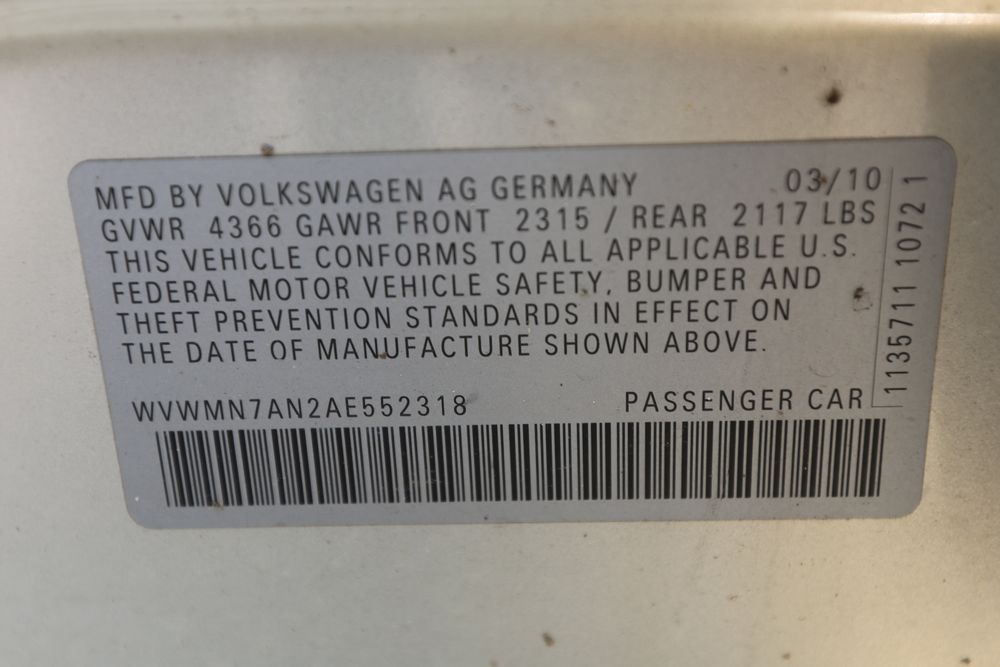 MFD BY VOLKSWAGEN AG GERMANY 03/10
GVWR 4366 GAWR FRONT 2315 / REAR 2117 LBS
THIS VEHICLE CONFORMS TO ALL APPLICABLE U.S.
FEDERAL MOTOR VEHICLE SAFETY, BUMPER AND
THEFT PREVENTION STANDARDS IN EFFECT ON
THE DATE OF MANUFACTURE SHOWN ABOVE.
WVWMN7AN2AE552318 PASSENGER CAR
1135711 1072 1